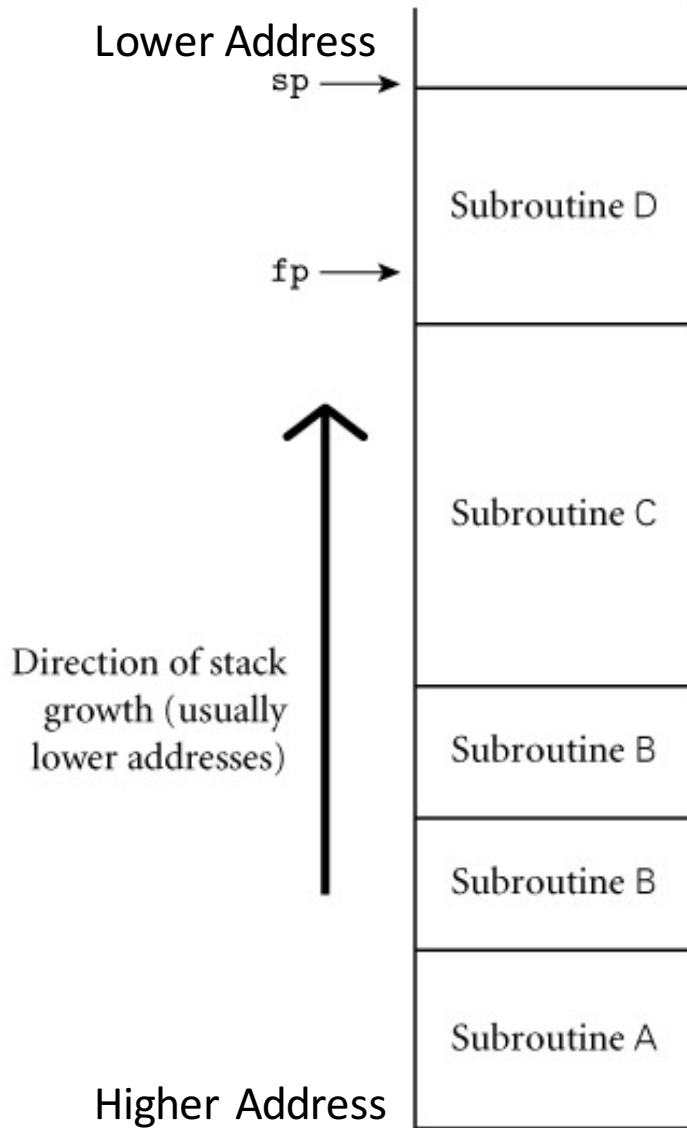 Lower Address
sp
Subroutine D
fp
Subroutine C
Direction of stack
growth (usually
lower addresses)
Subroutine B
Subroutine B
Subroutine A
Higher Address